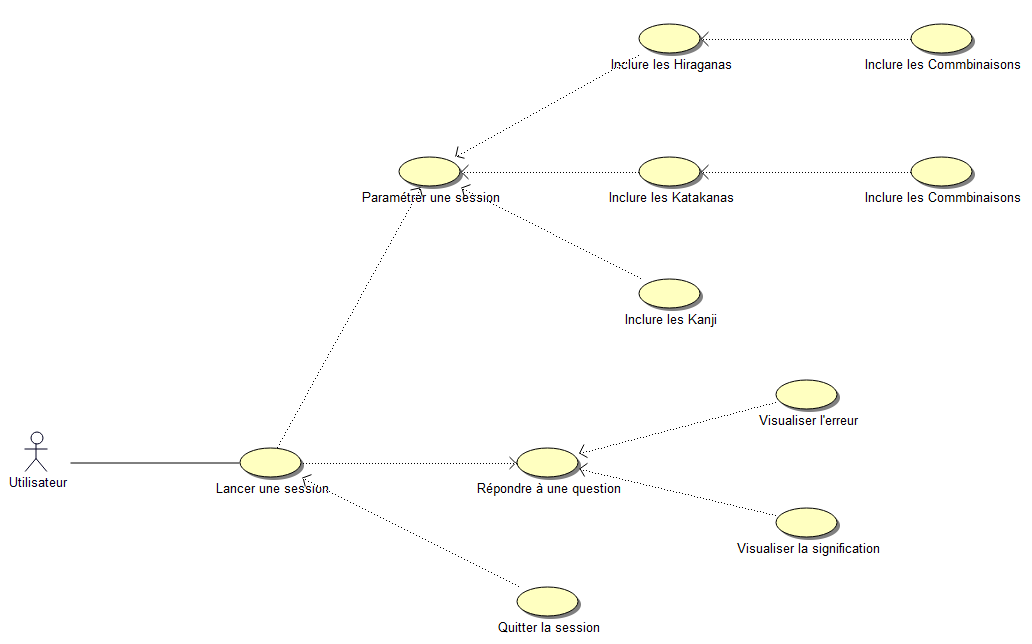 Inclure les Hiraganas
Inclure les Commbinaisons
Paramétrer une session
Inclure les Katakanas
Inclure les Commbinaisons
Inclure les Kanji
Visualiser l'erreur
Utilisateur
Lancer une session
Répondre à une question
Visualiser la signification
Quitter la session